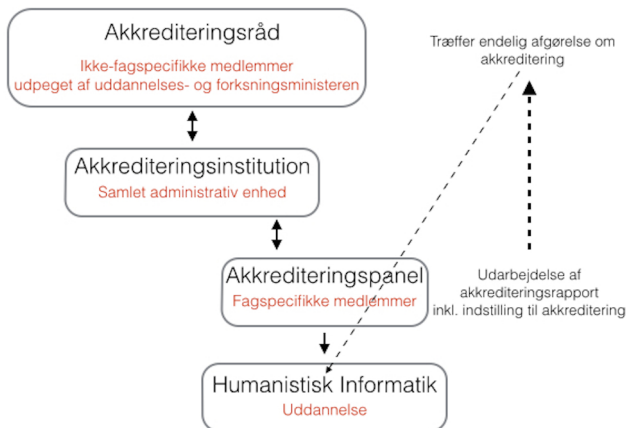 Akkrediteringsråd
Ikke-fagspecifikke medlemmer
udpeget af uddannelses- og forksningsministeren
Træffer endelig afgørelse om
akkreditering
Akkrediteringsinstitution
Samlet administrativ enhed
Akkrediteringspanel
Fagspecifikke medlemmer
Udarbejdelse af
akkrediteringsrapport
inkl. indstilling til akkreditering
Humanistisk Informatik
Uddannelse